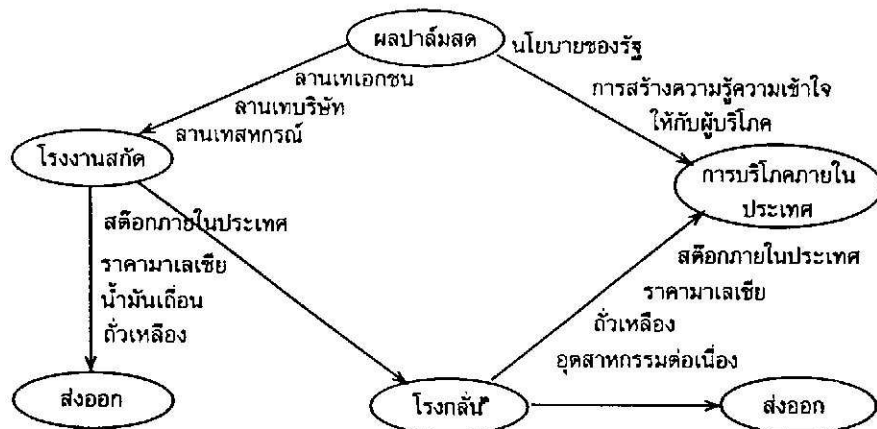 ผลปาล์มสด
นโยบายของรัฐ
ลานเทเอกชน
ลานเทบริษัท
ลานเทสหกรณ์
การสร้างความรู้ความเข้าใจ
ให้กับผู้บริโภค
โรงงานสกัด
การบริโภคภายใน
ประเทศ
สต๊อกภายในประเทศ
ราคามาเลเซีย
น้ำมันเถื่อน
ถั่วเหลือง
สต๊อกภายในประเทศ
ราคามาเลเซีย
ถั่วเหลือง
อุตสาหกรรมต่อเนื่อง
ส่งออก
โรงกลั่น
ส่งออก